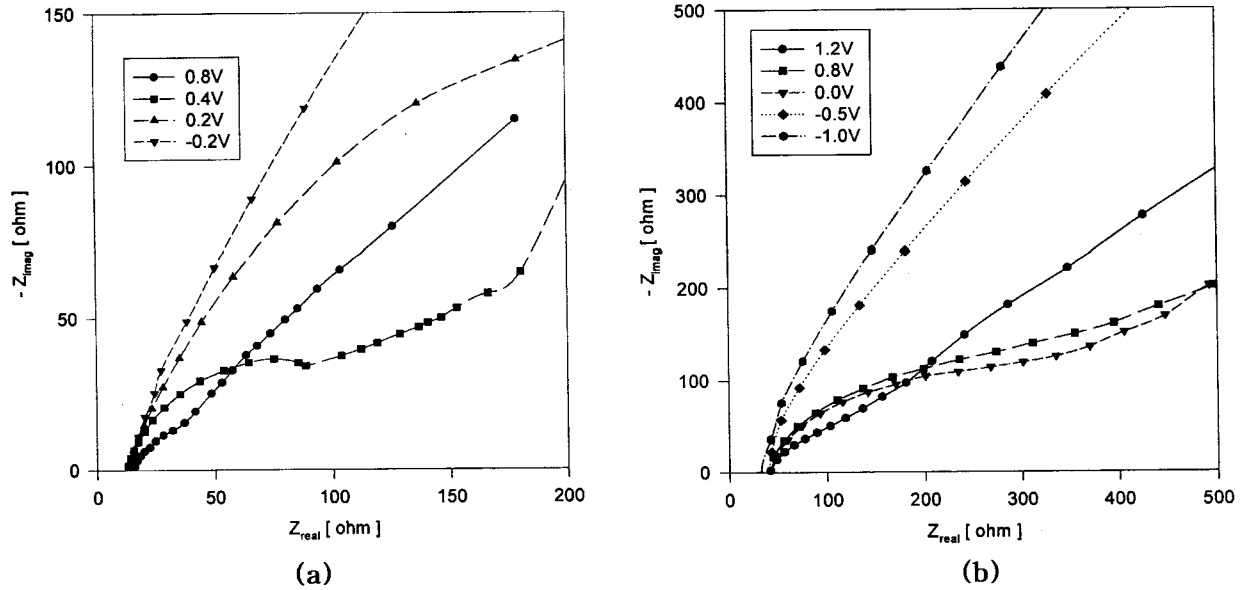 150
100
50
0
- Z_imag [ ohm ]
0.8V
0.4V
0.2V
-0.2V
0 50 100 150 200
Z_real [ ohm ]
(a)
500
400
300
200
100
0
- Z_imag [ ohm ]
1.2V
0.8V
0.0V
-0.5V
-1.0V
0 100 200 300 400 500
Z_real [ ohm ]
(b)